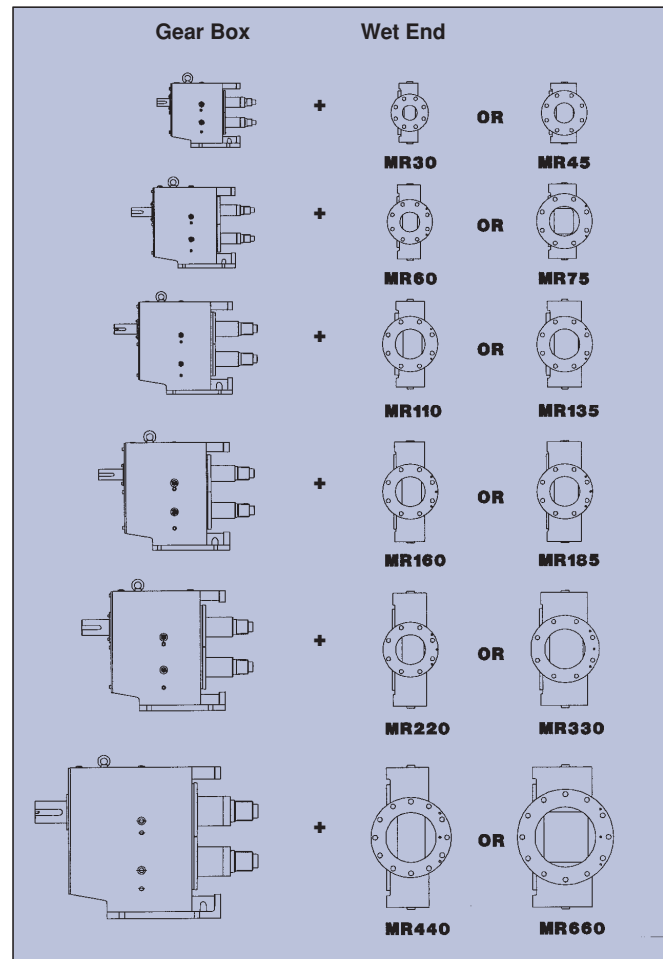 Gear Box Wet End
+ OR
MR30 MR45
+ OR
MR60 MR75
+ OR
MR110 MR135
+ OR
MR160 MR185
+ OR
MR220 MR330
+ OR
MR440 MR660